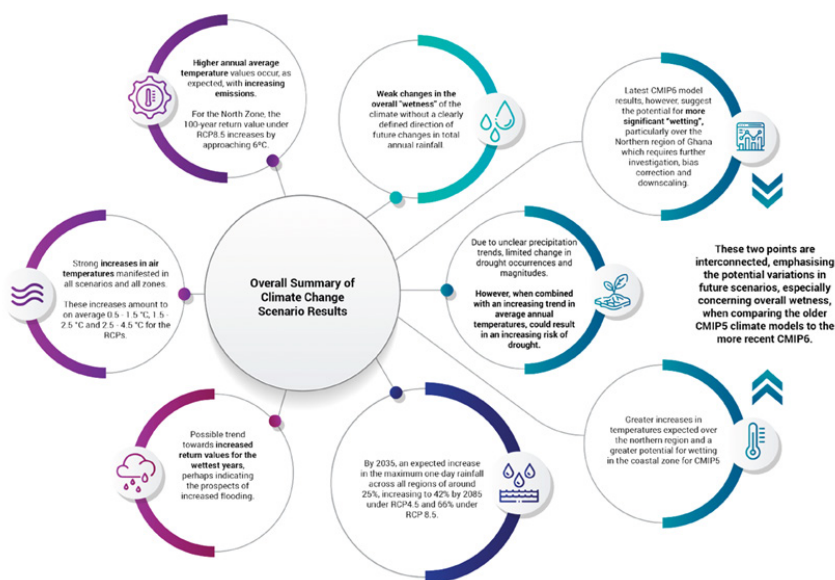 Higher annual average
temperature values occur, as
expected, with increasing
emissions.
For the North Zone, the
100-year return value under
RCP8.5 increases by
approaching 6ºC.
Weak changes in the
overall "wetness" of the
climate without a clearly
defined direction of
future changes in total
annual rainfall.
Latest CMIP6 model
results, however, suggest
the potential for more
significant "wetting",
particularly over the
Northern region of Ghana
which requires further
investigation, bias
correction and
downscaling.
Strong increases in air
temperatures manifested in
all scenarios and all zones.
These increases amount to
on average 0.5 - 1.5 °C, 1.5 -
2.5 °C and 2.5 - 4.5 °C for the
RCPs.
Overall Summary of
Climate Change
Scenario Results
Due to unclear precipitation
trends, limited change in
drought occurrences and
magnitudes.
However, when combined
with an increasing trend in
average annual
temperatures, could result
in an increasing risk of
drought.
These two points are
interconnected, emphasising
the potential variations in
future scenarios, especially
concerning overall wetness,
when comparing the older
CMIP5 climate models to the
more recent CMIP6.
Possible trend
towards increased
return values for the
wettest years,
perhaps indicating
the prospects of
increased flooding.
By 2035, an expected increase
in the maximum one-day rainfall
across all regions of around
25%, increasing to 42% by 2085
under RCP4.5 and 66% under
RCP 8.5.
Greater increases in
temperatures expected over
the northern region and a
greater potential for wetting
in the coastal zone for CMIP5